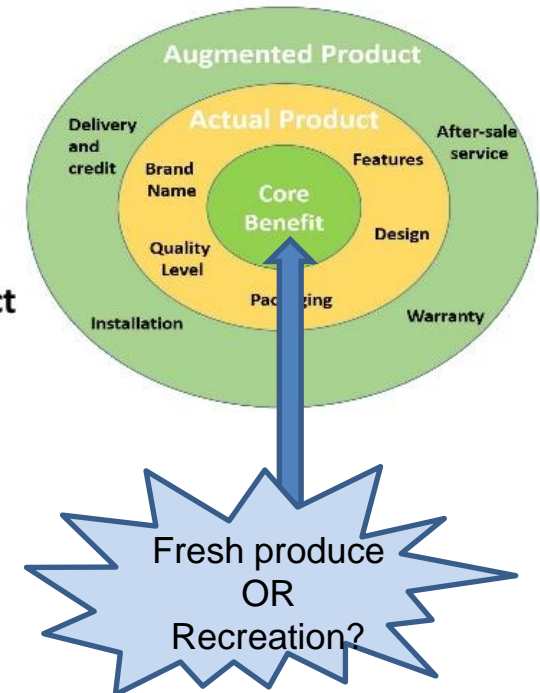 Augmented Product
Delivery
and
credit
After-sale
service
Actual Product
Brand
Name
Features
Core
Benefit
Quality
Level
Design
Installation
Warranty
Fresh produce
OR
Recreation?